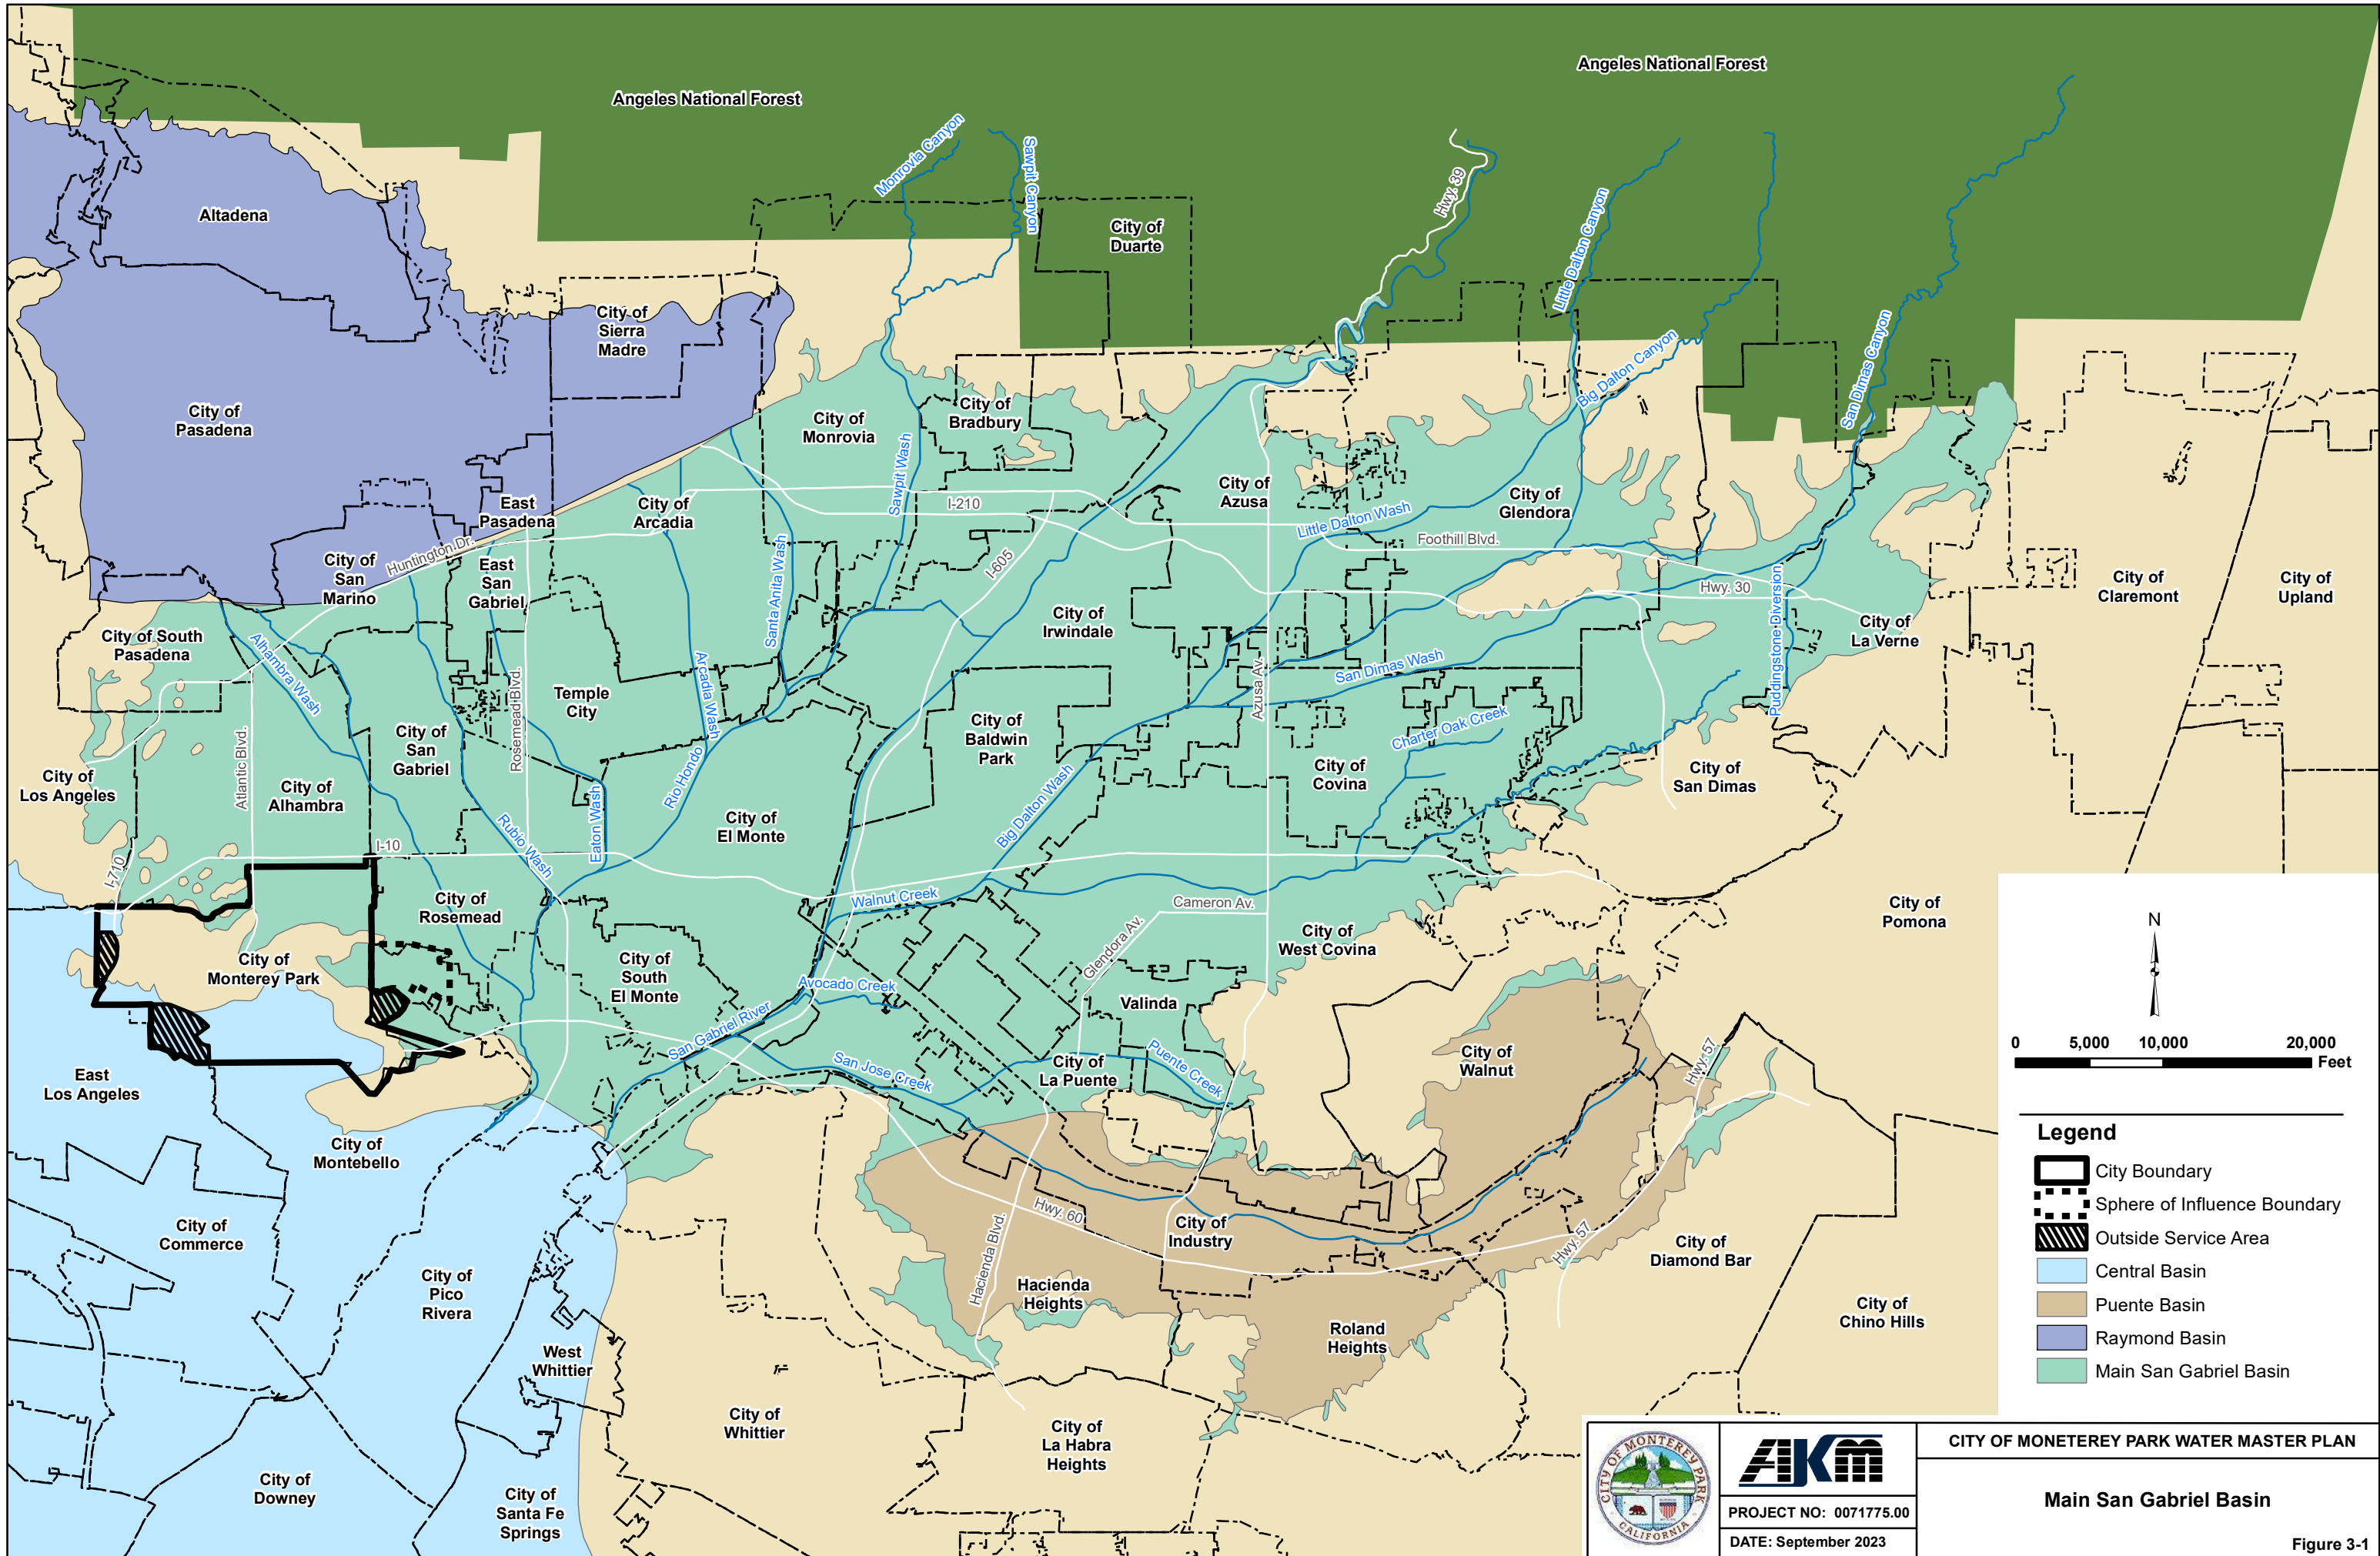 Angeles National Forest
Angeles National Forest
Monrovia Canyon
Sawpit Canyon
Hwy. 39
Little Dalton Canyon
Altadena
City of
Duarte
City of
Sierra
Madre
Big Dalton Canyon
San Dimas Canyon
City of
Pasadena
City of
Monrovia
City of
Bradbury
Sawpit Wash
East
Pasadena
City of
Arcadia
I-210
City of
Azusa
City of
Glendora
Little Dalton Wash
Foothill Blvd.
Huntington Dr.
City of
San
Marino
East
San
Gabriel
Santa Anita Wash
I-605
City of
Irwindale
Hwy. 30
Puddingstone Diversion
City of
La Verne
City of
Claremont
City of
Upland
City of South
Pasadena
Alhambra Wash
Rosemead Blvd.
Temple
City
Arcadia Wash
Azusa Av.
San Dimas Wash
Charter Oak Creek
City of
San
Gabriel
City of
Baldwin
Park
City of
Los Angeles
Atlantic Blvd.
City of
Alhambra
Rio Hondo
City of
Covina
City of
San Dimas
Big Dalton Wash
City of
El Monte
Rubio Wash
Eaton Wash
I-10
I-710
City of
Rosemead
Walnut Creek
Cameron Av.
Glendora Av.
City of
West Covina
City of
Pomona
City of
Monterey Park
City of
South
El Monte
Avocado Creek
Valinda
San Gabriel River
San Jose Creek
City of
La Puente
Puente Creek
City of
Walnut
Hwy. 57
East
Los Angeles
City of
Montebello
City of
Commerce
City of
Pico
Rivera
Hacienda Blvd.
Hwy. 60
City of
Industry
Hwy. 57
City of
Diamond Bar
Hacienda
Heights
Roland
Heights
City of
Chino Hills
West
Whittier
City of
Whittier
City of
La Habra
Heights
City of
Downey
City of
Santa Fe
Springs
N
0 5,000 10,000 20,000
Feet
Legend
City Boundary
Sphere of Influence Boundary
Outside Service Area
Central Basin
Puente Basin
Raymond Basin
Main San Gabriel Basin
CITY OF MONTEREY PARK
CALIFORNIA
AKM
PROJECT NO: 0071775.00
DATE: September 2023
CITY OF MONETEREY PARK WATER MASTER PLAN
Main San Gabriel Basin
Figure 3-1